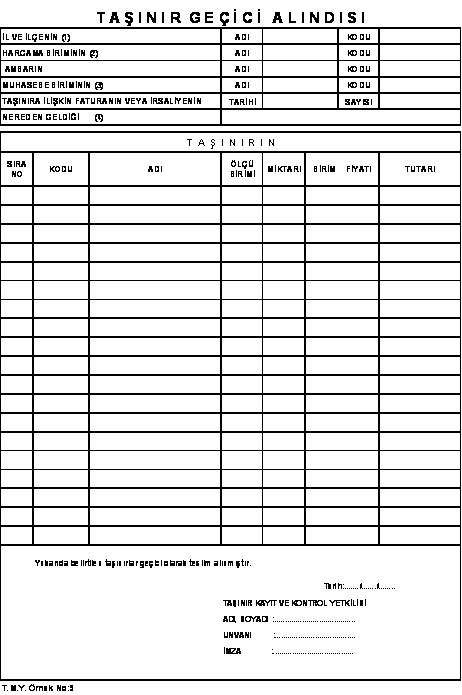 TAŞINIR GEÇİCİ ALINDISI
İL VE İLÇENİN (1) ADI KODU
HARCAMA BİRİMİNİN (2) ADI KODU
AMBARIN ADI KODU
MUHASEBE BİRİMİNİN (3) ADI KODU
TAŞINIRA İLİŞKİN FATURANIN VEYA İRSALİYENİN TARİHİ SAYISI
NEREDEN GELDİĞİ (4)
T A Ş I N I R I N
SIRA NO KODU ADI ÖLÇÜ BİRİMİ MİKTARI BİRİM FİYATI TUTARI
Yukarıda belirtilen taşınırlar geçici olarak teslim alınmıştır.
Tarih:....../....../......
TAŞINIR KAYIT VE KONTROL YETKİLİSİ
ADI, SOYADI :....................................
UNVANI :....................................
İMZA :....................................
T. M.Y. Örnek No:3